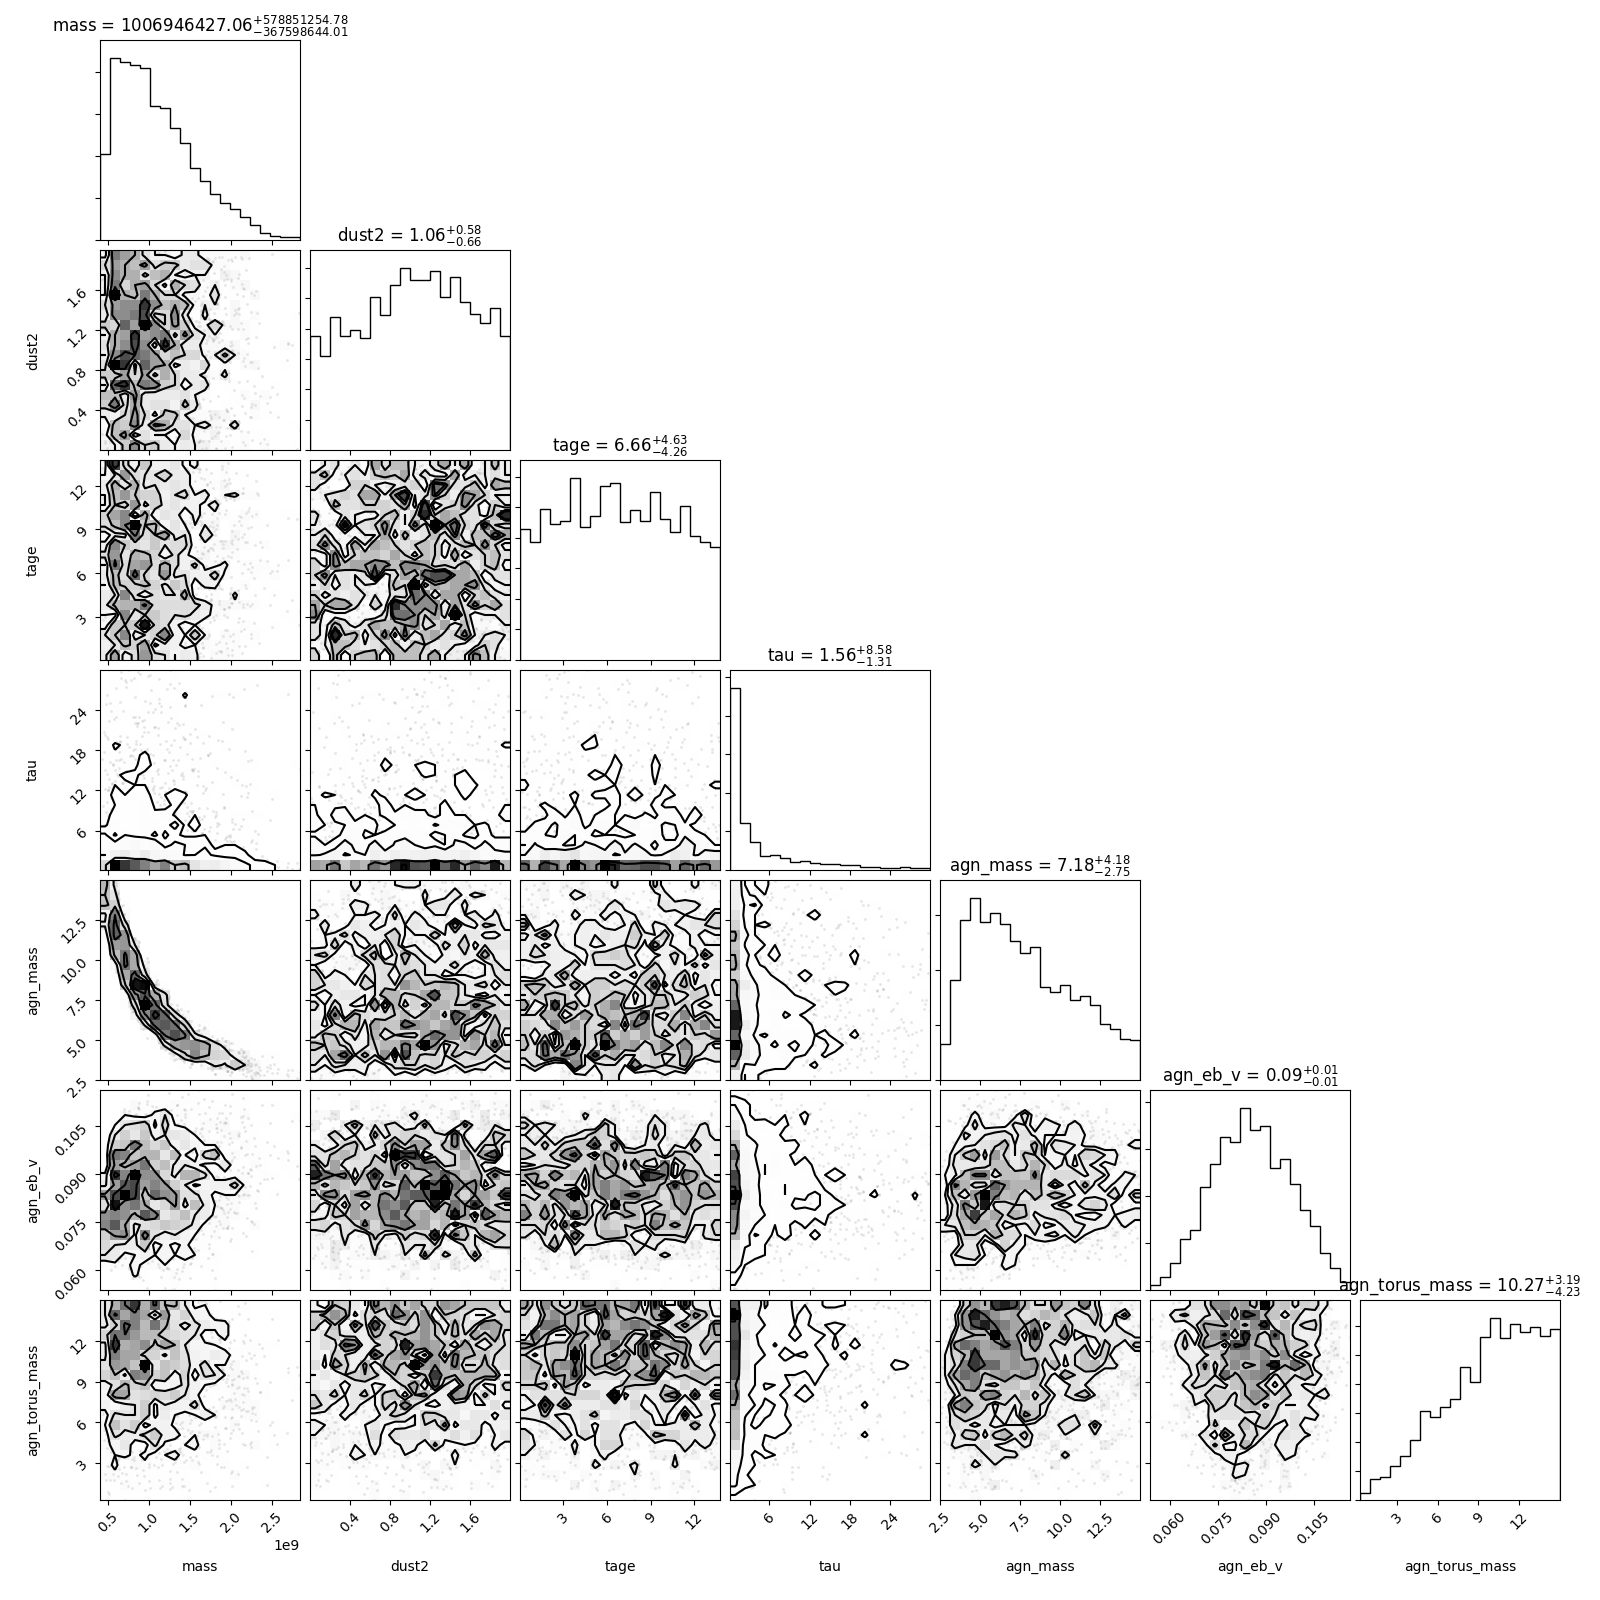 mass = 1006946427.06+578851254.78 −367598644.01
dust2 = 1.06+0.58 −0.66
1.6
1.2
0.8
0.4
dust2
tage = 6.66+4.63 −4.26
12
9
6
3
tage
tau = 1.56+8.58 −1.31
24
18
12
6
tau
agn_mass = 7.18+4.18 −2.75
12.5
10.0
7.5
5.0
2.5
agn_mass
agn_eb_v = 0.09+0.01 −0.01
0.105
0.090
0.075
0.060
agn_eb_v
agn_torus_mass = 10.27+3.19 −4.23
12
9
6
3
agn_torus_mass
0.5 1.0 1.5 2.0 2.5
1e9
mass
0.4 0.8 1.2 1.6
dust2
3 6 9 12
tage
6 12 18 24
tau
2.5 5.0 7.5 10.0 12.5
agn_mass
0.060 0.075 0.090 0.105
agn_eb_v
3 6 9 12
agn_torus_mass